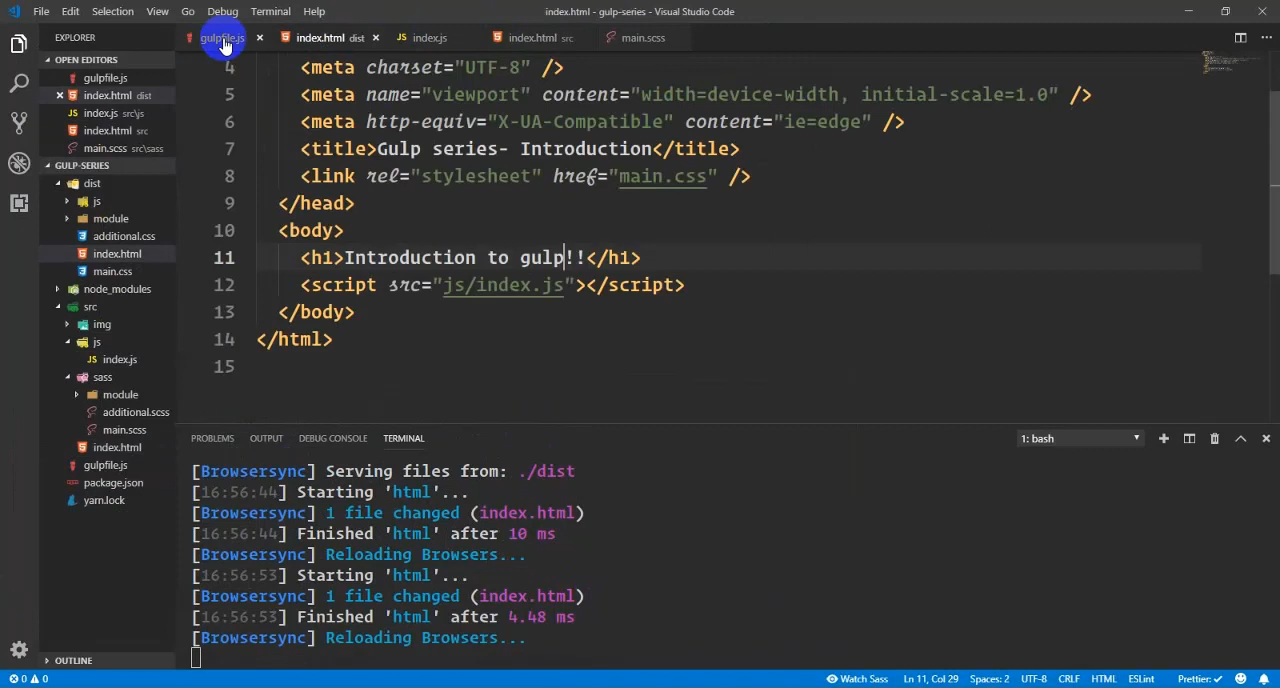 File Edit Selection View Go Debug Terminal Help
index.html - gulp-series - Visual Studio Code
EXPLORER
gulpfile.js
index.html dist
index.js
index.html src
main.scss
OPEN EDITORS
gulpfile.js
index.html dist
index.js src\js
index.html src
main.scss src\sass
GULP-SERIES
dist
js
module
additional.css
index.html
main.css
node_modules
src
img
js
index.js
sass
module
additional.scss
main.scss
index.html
gulpfile.js
package.json
yarn.lock
OUTLINE
4 <meta charset="UTF-8" />
5 <meta name="viewport" content="width=device-width, initial-scale=1.0" />
6 <meta http-equiv="X-UA-Compatible" content="ie=edge" />
7 <title>Gulp series- Introduction</title>
8 <link rel="stylesheet" href="main.css" />
9 </head>
10 <body>
11 <h1>Introduction to gulp!!</h1>
12 <script src="js/index.js"></script>
13 </body>
14 </html>
15
PROBLEMS OUTPUT DEBUG CONSOLE TERMINAL
1: bash
[Browsersync] Serving files from: ./dist
[16:56:44] Starting 'html'...
[Browsersync] 1 file changed (index.html)
[16:56:44] Finished 'html' after 10 ms
[Browsersync] Reloading Browsers...
[16:56:53] Starting 'html'...
[Browsersync] 1 file changed (index.html)
[16:56:53] Finished 'html' after 4.48 ms
[Browsersync] Reloading Browsers...
0 0
Watch Sass
Ln 11, Col 29
Spaces: 2
UTF-8
CRLF
HTML
ESLint
Prettier: ✓